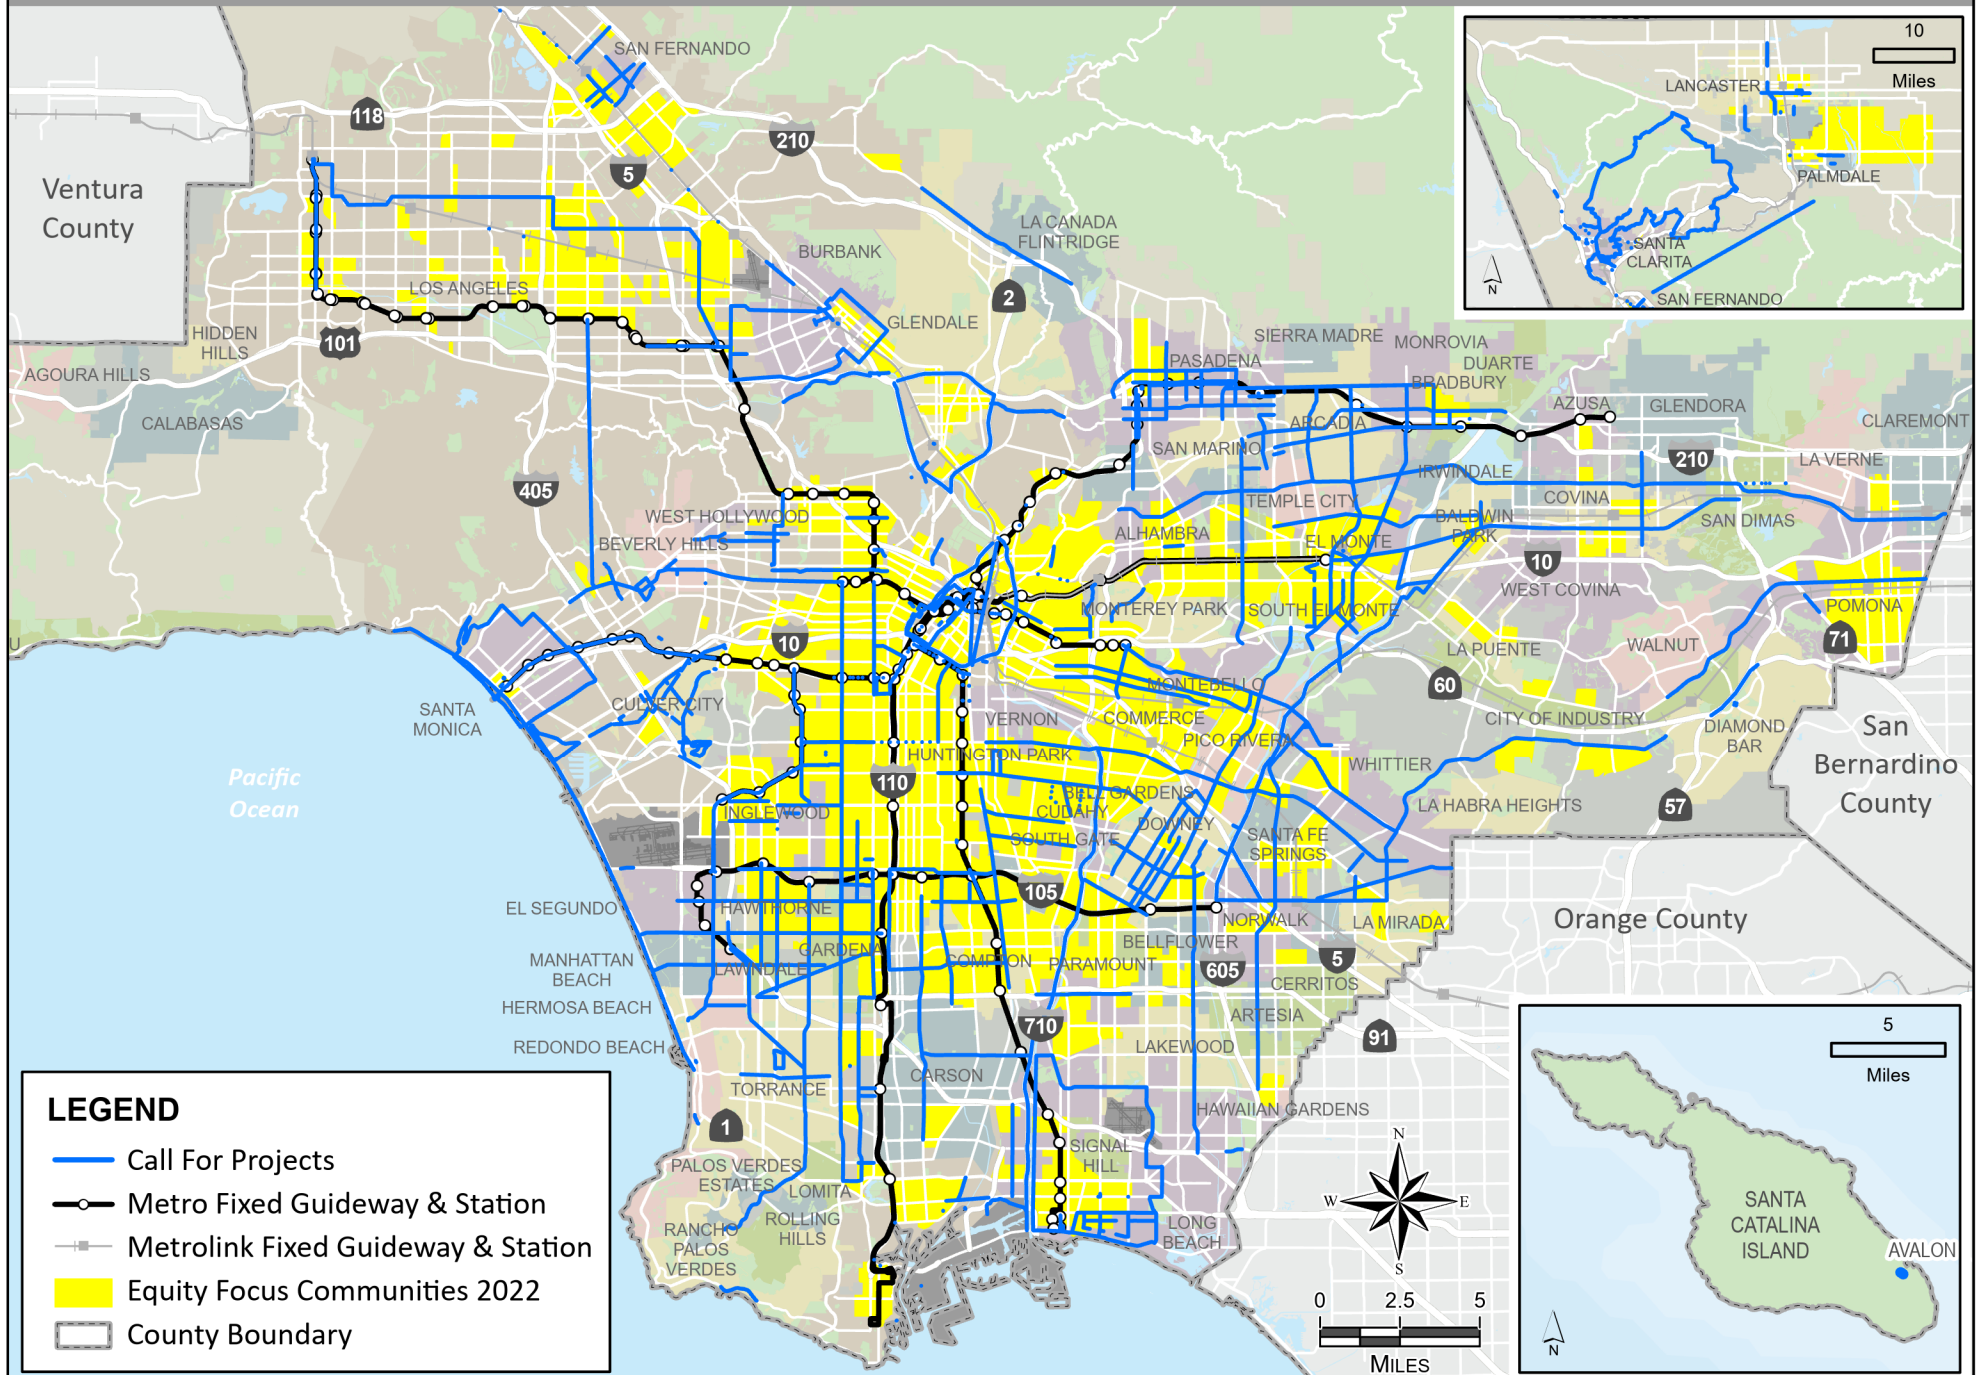 SAN FERNANDO
118
210
5
Ventura
County
LA CANADA
FLINTRIDGE
BURBANK
LOS ANGELES
2
GLENDALE
HIDDEN
HILLS
101
SIERRA MADRE
MONROVIA
DUARTE
BRADBURY
PASADENA
AGOURA HILLS
CALABASAS
AZUSA
GLENDORA
CLAREMONT
ARCADIA
SAN MARINO
405
IRWINDALE
210
LA VERNE
TEMPLE CITY
COVINA
WEST HOLLYWOOD
BEVERLY HILLS
ALHAMBRA
BALDWIN
PARK
SAN DIMAS
EL MONTE
10
WEST COVINA
MONTEREY PARK
SOUTH EL MONTE
POMONA
71
10
LA PUENTE
WALNUT
60
MONTEBELLO
CULVER CITY
SANTA
MONICA
VERNON
COMMERCE
CITY OF INDUSTRY
DIAMOND
BAR
San
Bernardino
County
PICO RIVERA
HUNTINGTON PARK
WHITTIER
Pacific
Ocean
110
BELL GARDENS
CUDAHY
LA HABRA HEIGHTS
57
INGLEWOOD
DOWNEY
SOUTH GATE
SANTA FE
SPRINGS
105
EL SEGUNDO
HAWTHORNE
NORWALK
LA MIRADA
Orange County
GARDENA
BELLFLOWER
MANHATTAN
BEACH
LAWNDALE
COMPTON
PARAMOUNT
605
5
CERRITOS
HERMOSA BEACH
ARTESIA
710
91
REDONDO BEACH
LAKEWOOD
TORRANCE
CARSON
HAWAIIAN GARDENS
1
SIGNAL
HILL
PALOS VERDES
ESTATES
LOMITA
ROLLING
HILLS
RANCHO
PALOS
VERDES
LONG
BEACH
N
W
E
S
0
2.5
5
MILES
LEGEND
Call For Projects
Metro Fixed Guideway & Station
Metrolink Fixed Guideway & Station
Equity Focus Communities 2022
County Boundary
10
Miles
LANCASTER
PALMDALE
SANTA
CLARITA
SAN FERNANDO
N
5
Miles
SANTA
CATALINA
ISLAND
AVALON
N
U